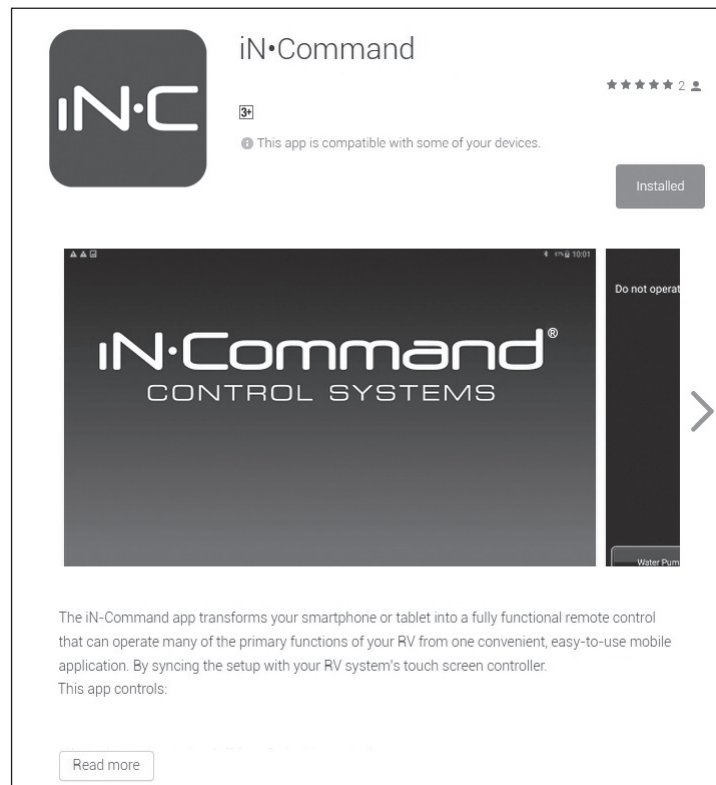 iN•Command
iN·C
2
3+
This app is compatible with some of your devices.
Installed
10:01
Do not operat
iN·Command®
CONTROL SYSTEMS
Water Pum
The iN-Command app transforms your smartphone or tablet into a fully functional remote control
that can operate many of the primary functions of your RV from one convenient, easy-to-use mobile
application. By syncing the setup with your RV system's touch screen controller.
This app controls:
Read more